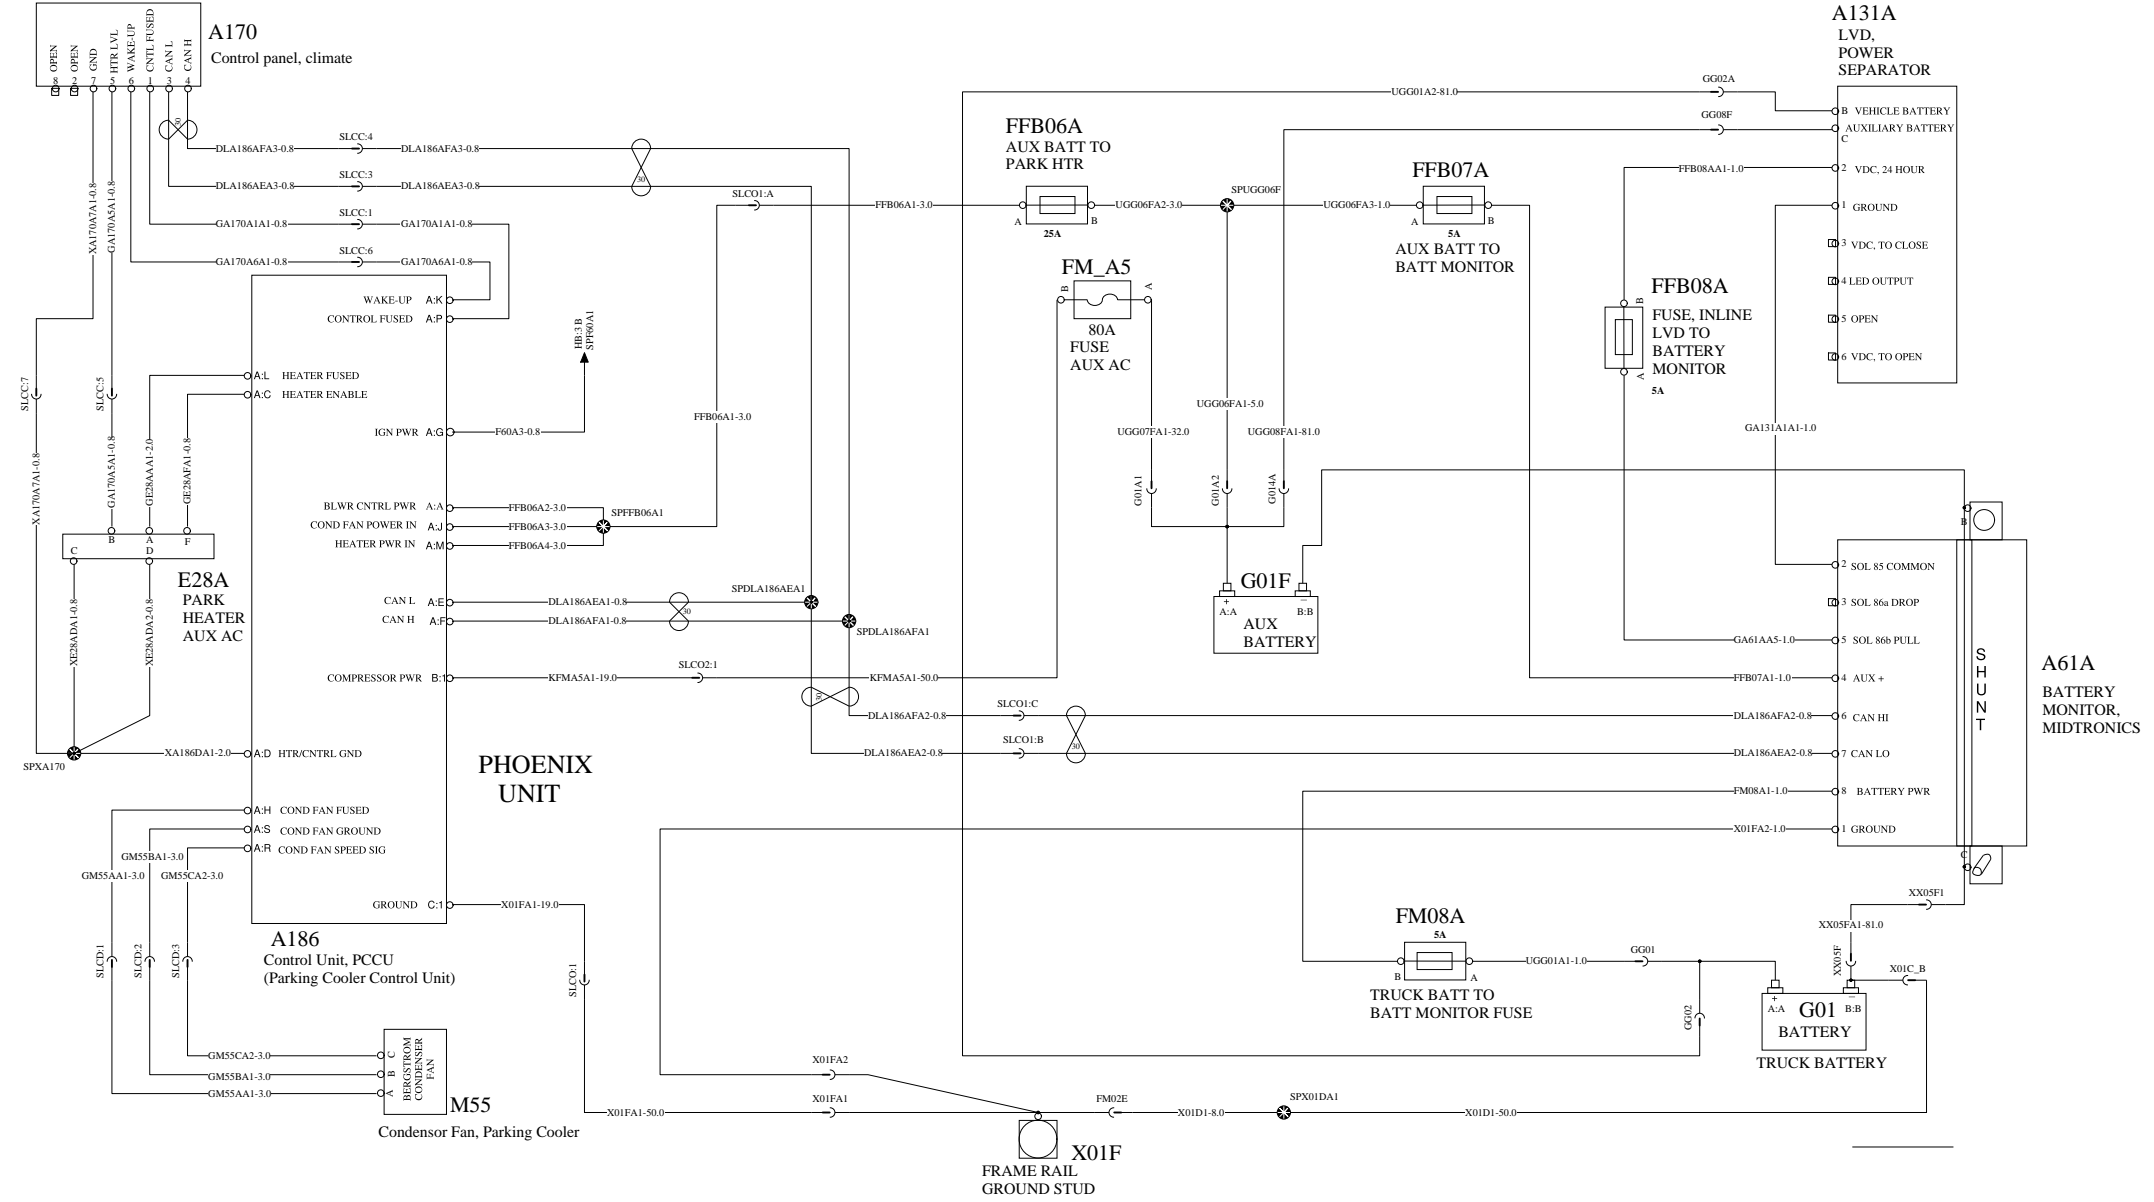 A170
Control panel, climate
OPEN
OPEN
GND
HTR LVL
WAKE-UP
CNTL FUSED
CAN L
CAN H
8
2
7
5
6
1
3
4
30
SLCC:4
DLA186AFA3-0.8
DLA186AFA3-0.8
SLCC:3
DLA186AEA3-0.8
DLA186AEA3-0.8
30
SLCC:1
GA170A1A1-0.8
GA170A1A1-0.8
SLCC:6
GA170A6A1-0.8
GA170A6A1-0.8
XA170A7A1-0.8
GA170A5A1-0.8
WAKE-UP A:K
CONTROL FUSED A:P
A:L HEATER FUSED
A:C HEATER ENABLE
IGN PWR A:G
F60A3-0.8
HB:3 B
SPF60A1
BLWR CNTRL PWR A:A
FFB06A2-3.0
COND FAN POWER IN A:J
FFB06A3-3.0
HEATER PWR IN A:M
FFB06A4-3.0
SPFFB06A1
CAN L A:E
DLA186AEA1-0.8
CAN H A:F
DLA186AFA1-0.8
30
SPDLA186AEA1
SPDLA186AFA1
COMPRESSOR PWR B:1
KFMA5A1-19.0
SLCO2:1
KFMA5A1-50.0
30
SLCC:7
SLCC:5
XA170A7A1-0.8
GA170A5A1-0.8
GE28AAA1-2.0
GE28AFA1-0.8
B
A
F
C
D
E28A
PARK
HEATER
AUX AC
XE28ADA1-0.8
XE28ADA2-0.8
SPXA170
XA186DA1-2.0
A:D HTR/CNTRL GND
PHOENIX
UNIT
A:H COND FAN FUSED
A:S COND FAN GROUND
A:R COND FAN SPEED SIG
GM55BA1-3.0
GM55AA1-3.0
GM55CA2-3.0
GROUND C:1
X01FA1-19.0
A186
Control Unit, PCCU
(Parking Cooler Control Unit)
SLCD:1
SLCD:2
SLCD:3
SLCO:1
GM55CA2-3.0
GM55BA1-3.0
GM55AA1-3.0
C
B
A
BERGSTROM
CONDENSER
FAN
M55
Condensor Fan, Parking Cooler
X01FA1-50.0
X01FA2
X01FA1
FM02E
X01D1-8.0
SPX01DA1
X01D1-50.0
X01F
FRAME RAIL
GROUND STUD
SLCO1:A
FFB06A1-3.0
FFB06A1-3.0
FFB06A
AUX BATT TO
PARK HTR
A
B
25A
UGG06FA2-3.0
SPUGG06F
UGG06FA3-1.0
FFB07A
A
B
5A
AUX BATT TO
BATT MONITOR
FM_A5
B
A
80A
FUSE
AUX AC
UGG07FA1-32.0
UGG06FA1-5.0
UGG08FA1-81.0
G01A1
G01A2
G014A
G01F
+
−
A:A
B:B
AUX
BATTERY
UGG01A2-81.0
GG02A
GG08F
A131A
LVD,
POWER
SEPARATOR
B VEHICLE BATTERY
AUXILIARY BATTERY
C
FFB08AA1-1.0
2 VDC, 24 HOUR
1 GROUND
3 VDC, TO CLOSE
4 LED OUTPUT
5 OPEN
6 VDC, TO OPEN
FFB08A
FUSE, INLINE
LVD TO
BATTERY
MONITOR
5A
B
A
GA131A1A1-1.0
B
2 SOL 85 COMMON
3 SOL 86a DROP
GA61AA5-1.0
5 SOL 86b PULL
FFB07A1-1.0
4 AUX +
SLCO1:C
DLA186AFA2-0.8
DLA186AFA2-0.8
6 CAN HI
SLCO1:B
DLA186AEA2-0.8
30
DLA186AEA2-0.8
7 CAN LO
FM08A1-1.0
8 BATTERY PWR
X01FA2-1.0
1 GROUND
SHUNT
A61A
BATTERY
MONITOR,
MIDTRONICS
C
XX05F1
XX05FA1-81.0
XX05F
X01C_B
FM08A
5A
B
A
TRUCK BATT TO
BATT MONITOR FUSE
UGG01A1-1.0
GG01
GG02
+
−
A:A
G01
B:B
BATTERY
TRUCK BATTERY